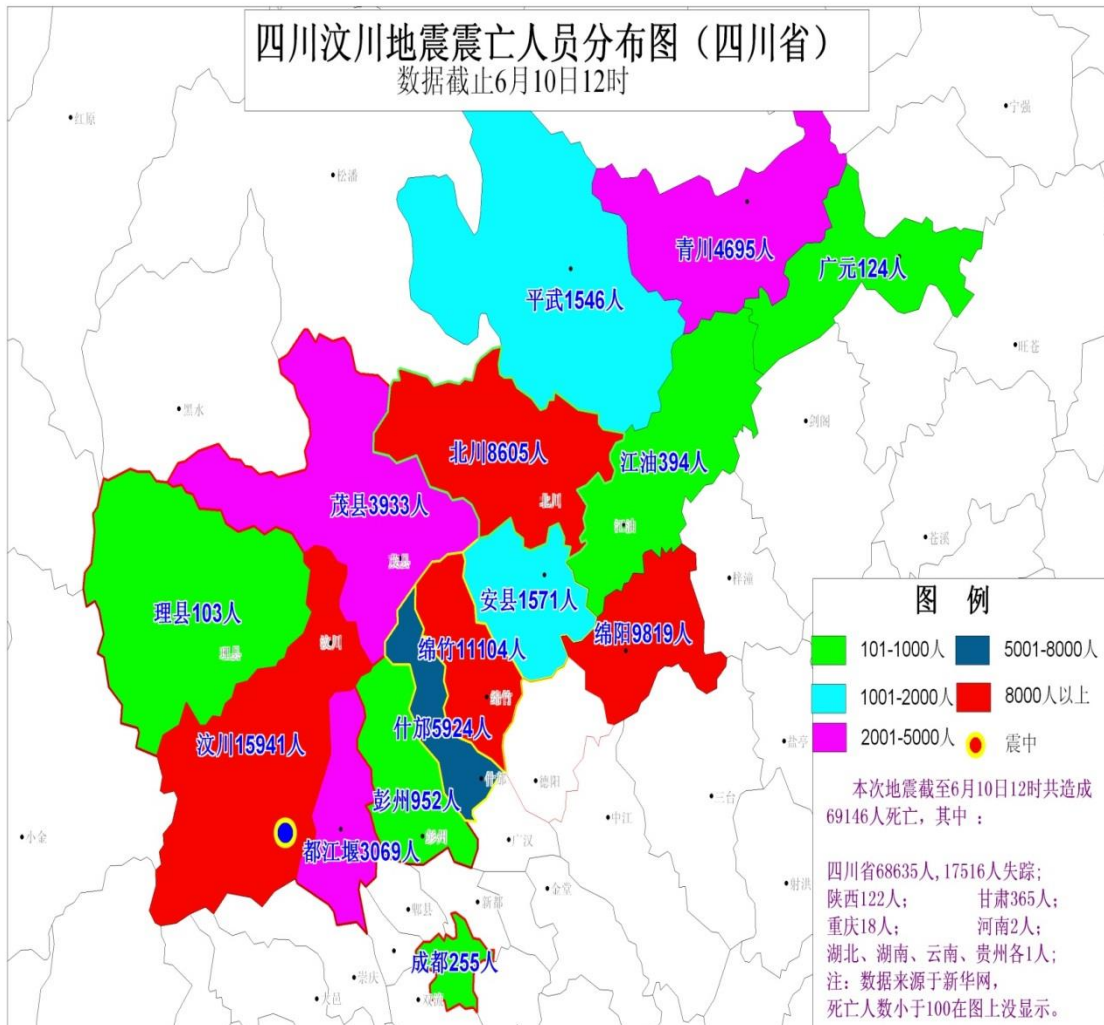 四川汶川地震震亡人员分布图（四川省）
数据截止6月10日12时
红原
宁强
松潘
青川4695人
广元124人
平武1546人
旺苍
黑水
剑阁
北川8605人
江油394人
茂县3933人
北川
江油
苍溪
茂县
梓潼
安县1571人
理县103人
绵阳9819人
汶川
理县
绵竹11104人
绵竹
什邡5924人
汶川15941人
盐亭
什邡
德阳
三台
彭州952人
中江
小金
彭州
广汉
都江堰3069人
射洪
金堂
新都
郫县
成都255人
崇庆
大邑
双流
图 例
101-1000人
5001-8000人
1001-2000人
8000人以上
2001-5000人
震中
本次地震截至6月10日12时共造成
69146人死亡，其中 ：
四川省68635人,17516人失踪;
陕西122人; 甘肃365人;
重庆18人; 河南2人;
湖北、湖南、云南、贵州各1人;
注：数据来源于新华网，
死亡人数小于100在图上没显示。